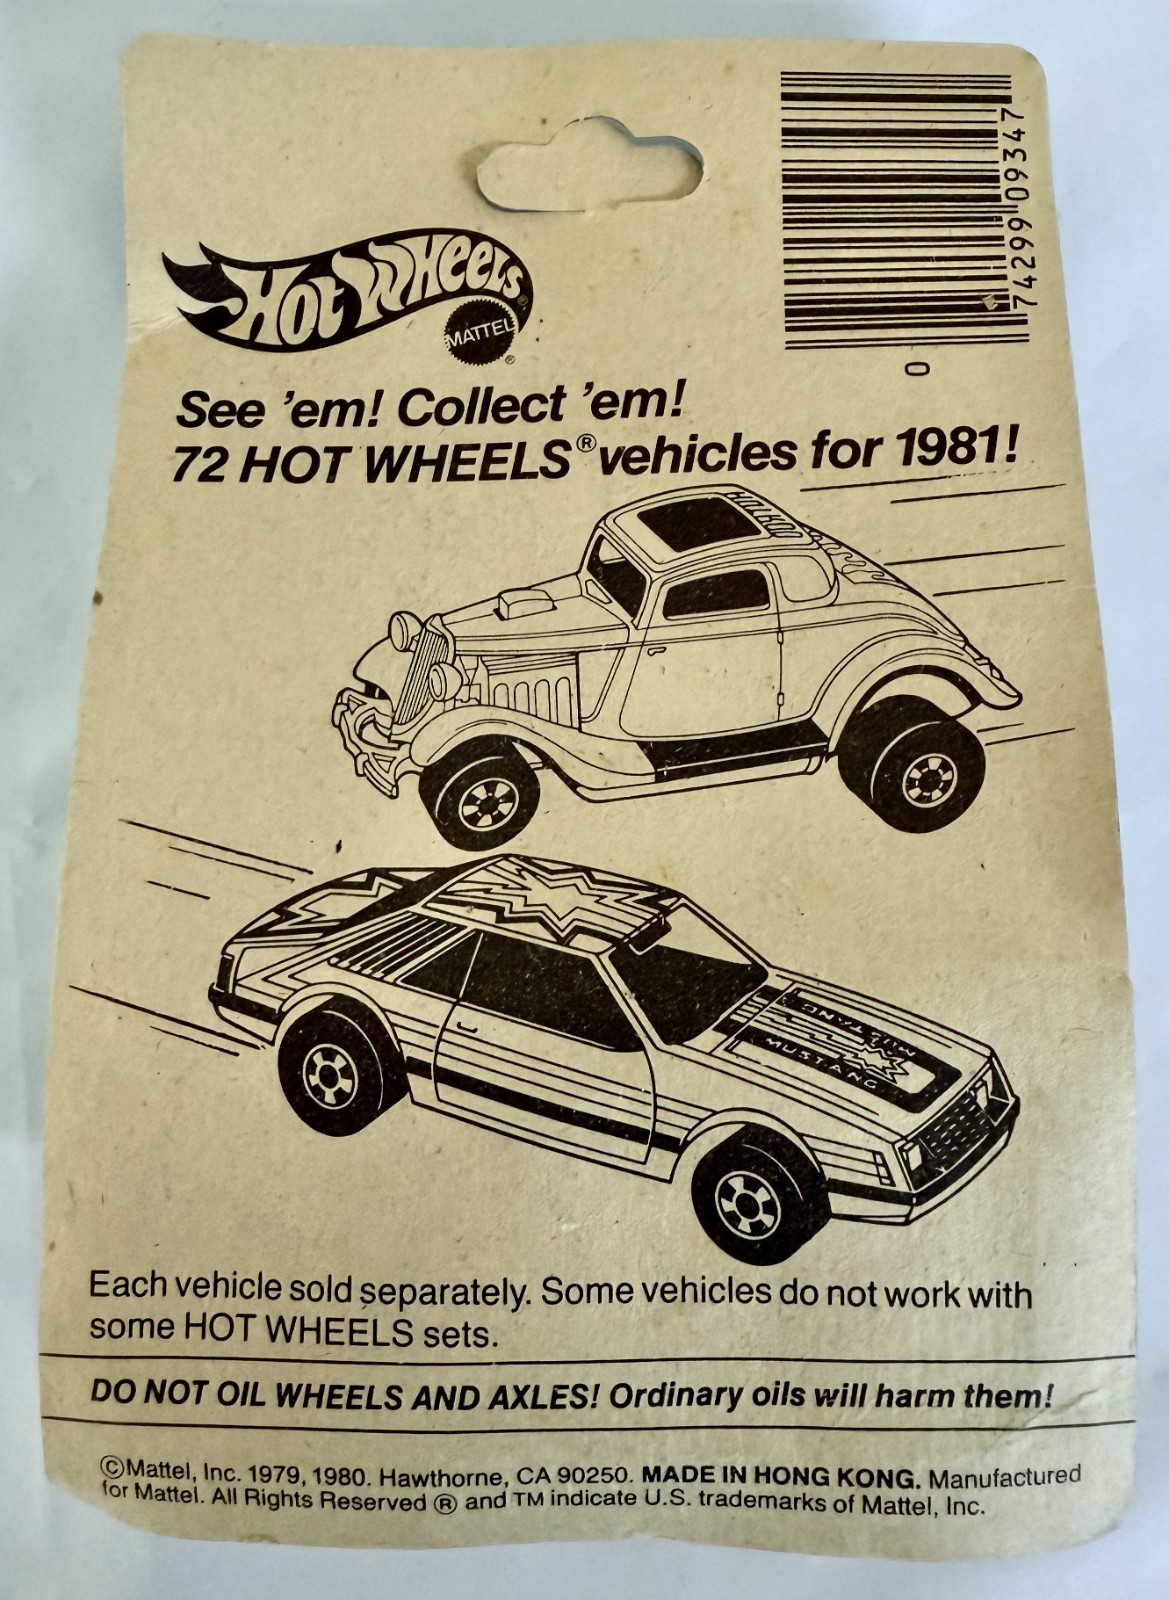 74299 09347
0
HOT WHEELS®
MATTEL®
See 'em! Collect 'em!
72 HOT WHEELS® vehicles for 1981!
MUSTANG
MUSTANG
Each vehicle sold separately. Some vehicles do not work with
some HOT WHEELS sets.
DO NOT OIL WHEELS AND AXLES! Ordinary oils will harm them!
©Mattel, Inc. 1979, 1980. Hawthorne, CA 90250. MADE IN HONG KONG. Manufactured
for Mattel. All Rights Reserved ® and TM indicate U.S. trademarks of Mattel, Inc.